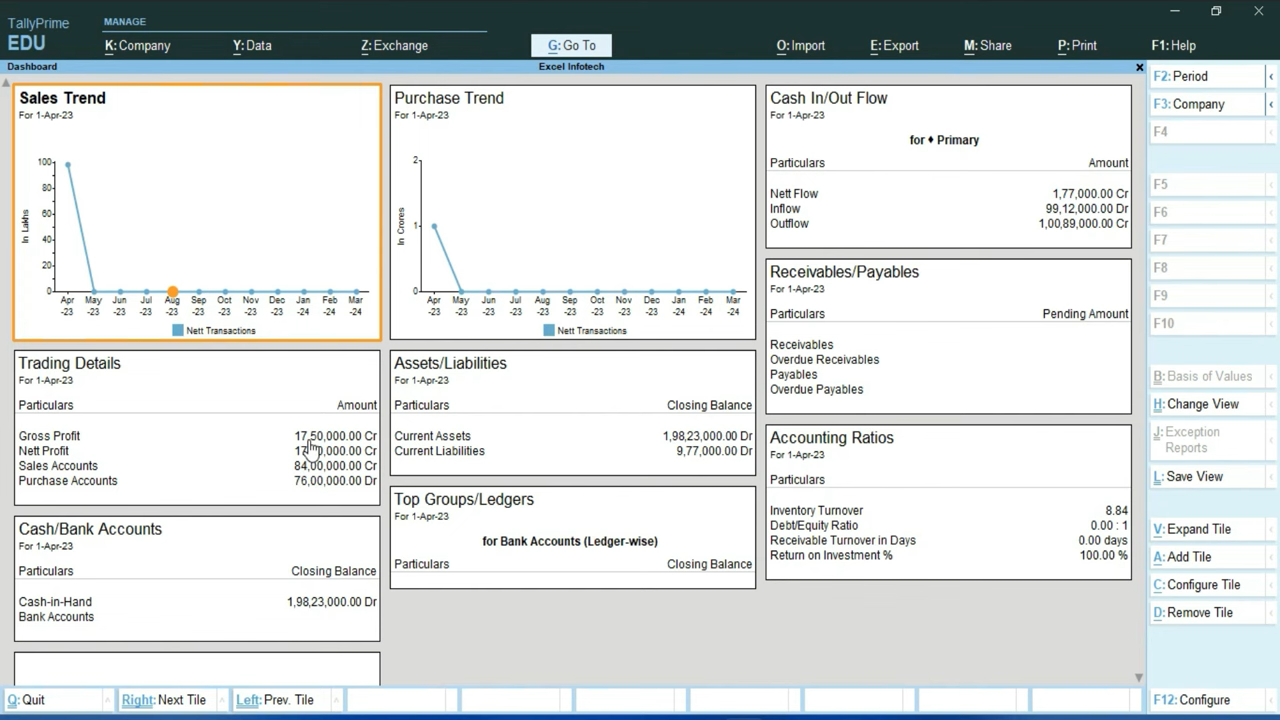 TallyPrime
EDU
MANAGE
K: Company
Y: Data
Z: Exchange
G: Go To
O: Import
E: Export
M: Share
P: Print
F1: Help
Dashboard
Excel Infotech
Sales Trend
For 1-Apr-23
100
80
60
40
20
0
In Lakhs
Apr May Jun Jul Aug Sep Oct Nov Dec Jan Feb Mar
-23 -23 -23 -23 -23 -23 -23 -23 -23 -24 -24 -24
Nett Transactions
Purchase Trend
For 1-Apr-23
2
1
0
In Crores
Apr May Jun Jul Aug Sep Oct Nov Dec Jan Feb Mar
-23 -23 -23 -23 -23 -23 -23 -23 -23 -24 -24 -24
Nett Transactions
Cash In/Out Flow
For 1-Apr-23
for ♦ Primary
Particulars Amount
Nett Flow 1,77,000.00 Cr
Inflow 99,12,000.00 Dr
Outflow 1,00,89,000.00 Cr
Receivables/Payables
For 1-Apr-23
Particulars Pending Amount
Receivables
Overdue Receivables
Payables
Overdue Payables
Trading Details
For 1-Apr-23
Particulars Amount
Gross Profit 17,50,000.00 Cr
Nett Profit
Sales Accounts 84,00,000.00 Cr
Purchase Accounts 76,00,000.00 Dr
Assets/Liabilities
For 1-Apr-23
Particulars Closing Balance
Current Assets 1,98,23,000.00 Dr
Current Liabilities 9,77,000.00 Dr
Accounting Ratios
For 1-Apr-23
Particulars
Inventory Turnover 8.84
Debt/Equity Ratio 0.00 : 1
Receivable Turnover in Days 0.00 days
Return on Investment % 100.00 %
Top Groups/Ledgers
For 1-Apr-23
for Bank Accounts (Ledger-wise)
Particulars Closing Balance
Cash/Bank Accounts
For 1-Apr-23
Particulars Closing Balance
Cash-in-Hand 1,98,23,000.00 Dr
Bank Accounts
F2: Period
F3: Company
F4
F5
F6
F7
F8
F9
F10
B: Basis of Values
H: Change View
J: Exception
Reports
L: Save View
V: Expand Tile
A: Add Tile
C: Configure Tile
D: Remove Tile
F12: Configure
Q: Quit
Right: Next Tile
Left: Prev. Tile